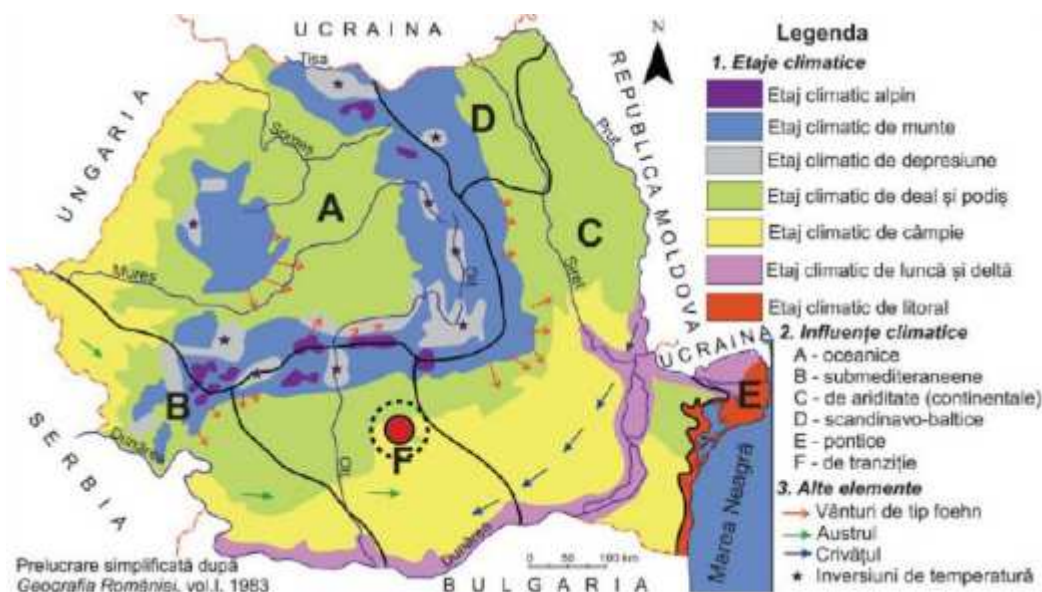 UCRAINA
N
Tisa
UNGARIA
Someș
D
REPUBLICA MOLDOVA
Prut
A
C
Mureș
Olt
Siret
UCRAINA
B
E
SERBIA
Dunărea
Olt
F
Dunărea
Marea Neagră
0 50 100 km
BULGARIA
Prelucrare simplificată după
Geografia României, vol.I, 1983
Legenda
1. Etaje climatice
Etaj climatic alpin
Etaj climatic de munte
Etaj climatic de depresiune
Etaj climatic de deal și podiș
Etaj climatic de câmpie
Etaj climatic de luncă și deltă
Etaj climatic de litoral
2. Influențe climatice
A - oceanice
B - submediteraneene
C - de ariditate (continentale)
D - scandinavo-baltice
E - pontice
F - de tranziție
3. Alte elemente
Vânturi de tip foehn
Austrul
Crivățul
Inversiuni de temperatură